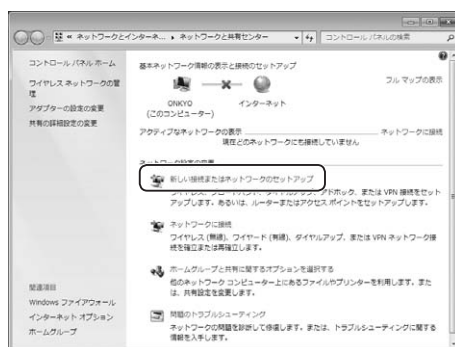 « ネットワークとインターネ... ▸ ネットワークと共有センター
コントロール パネルの検索
コントロール パネル ホーム
ワイヤレス ネットワークの管理
アダプターの設定の変更
共有の詳細設定の変更
基本ネットワーク情報の表示と接続のセットアップ
フル マップの表示
ONKYO
(このコンピューター)
インターネット
アクティブなネットワークの表示
ネットワークに接続
現在どのネットワークにも接続していません
ネットワーク設定の変更
新しい接続またはネットワークのセットアップ
ワイヤレス、ブロードバンド、ダイヤルアップ、アドホック、または VPN 接続をセット
アップします。あるいは、ルーターまたはアクセス ポイントをセットアップします。
ネットワークに接続
ワイヤレス (無線)、ワイヤード (有線)、ダイヤルアップ、または VPN ネットワーク接
続を確立または再確立します。
ホームグループと共有に関するオプションを選択する
他のネットワーク コンピューター上にあるファイルやプリンターを利用します。また
は、共有設定を変更します。
問題のトラブルシューティング
ネットワークの問題を診断して修復します。または、トラブルシューティングに関する
情報を入手します。
関連項目
Windows ファイアウォール
インターネット オプション
ホームグループ